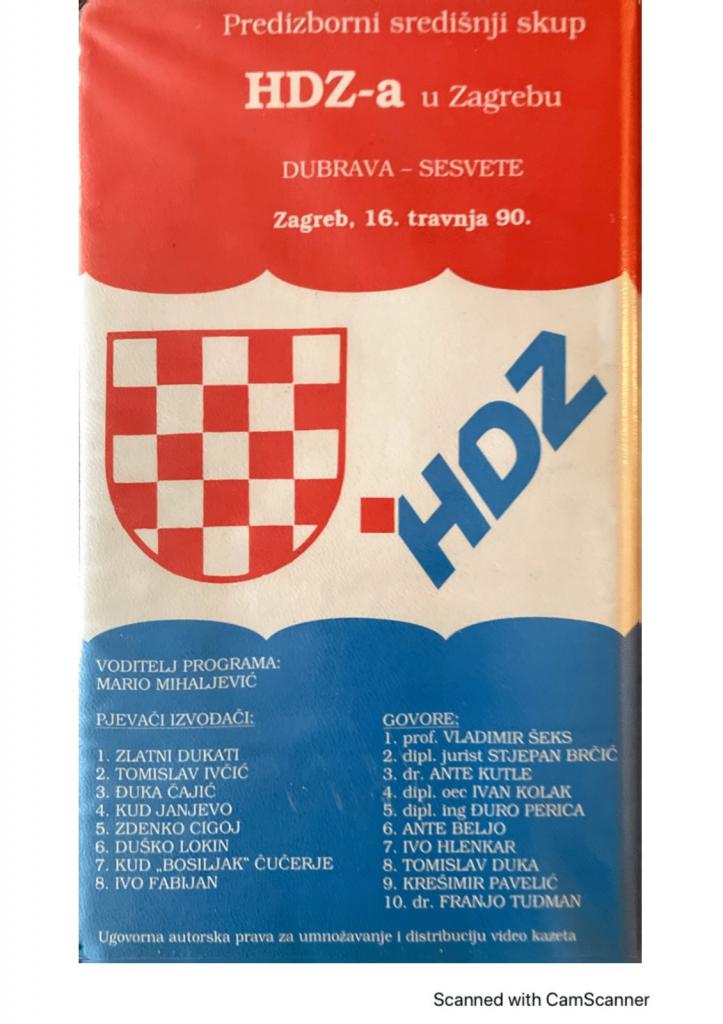 Predizborni središnji skup
HDZ-a u Zagrebu
DUBRAVA – SESVETE
Zagreb, 16. travnja 90.
HDZ
VODITELJ PROGRAMA:
MARIO MIHALJEVIĆ
PJEVAČI IZVOĐAČI:
1. ZLATNI DUKATI
2. TOMISLAV IVČIĆ
3. ĐUKA ČAJIĆ
4. KUD JANJEVO
5. ZDENKO CIGOJ
6. DUŠKO LOKIN
7. KUD „BOSILJAK“ ČUČERJE
8. IVO FABIJAN
GOVORE:
1. prof. VLADIMIR ŠEKS
2. dipl. jurist STJEPAN BRČIĆ
3. dr. ANTE KUTLE
4. dipl. oec IVAN KOLAK
5. dipl. ing ĐURO PERICA
6. ANTE BELJO
7. IVO HLENKAR
8. TOMISLAV DUKA
9. KREŠIMIR PAVELIĆ
10. dr. FRANJO TUĐMAN
Ugovorna autorska prava za umnožavanje i distribuciju video kazeta
Scanned with CamScanner